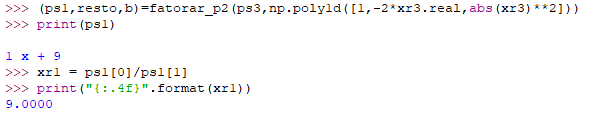 >>> (ps1,resto,b)=fatorar_p2(ps3,np.poly1d([1,-2*xr3.real,abs(xr3)**2]))
>>> print(ps1)
1 x + 9
>>> xr1 = ps1[0]/ps1[1]
>>> print("{:.4f}".format(xr1))
9.0000